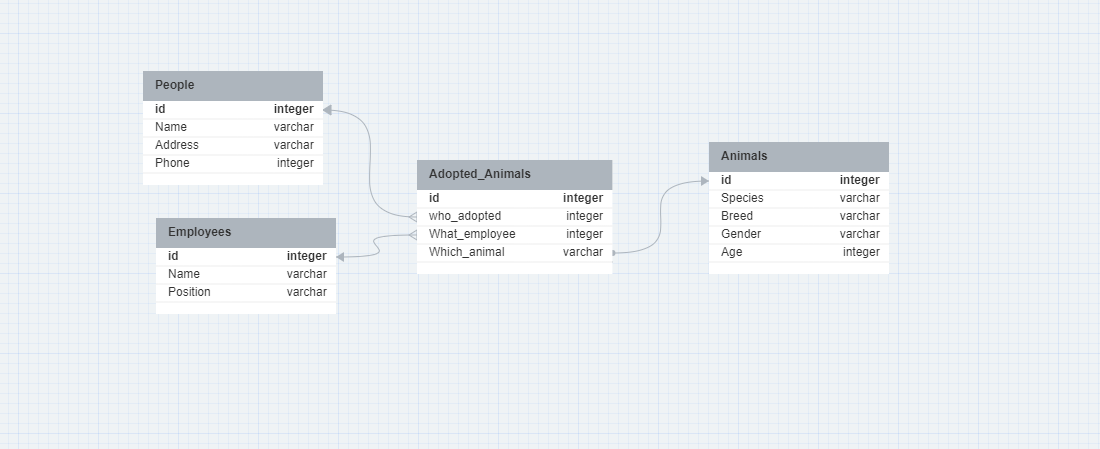 People
id integer
Name varchar
Address varchar
Phone integer
Employees
id integer
Name varchar
Position varchar
Adopted_Animals
id integer
who_adopted integer
What_employee integer
Which_animal varchar
Animals
id integer
Species varchar
Breed varchar
Gender varchar
Age integer